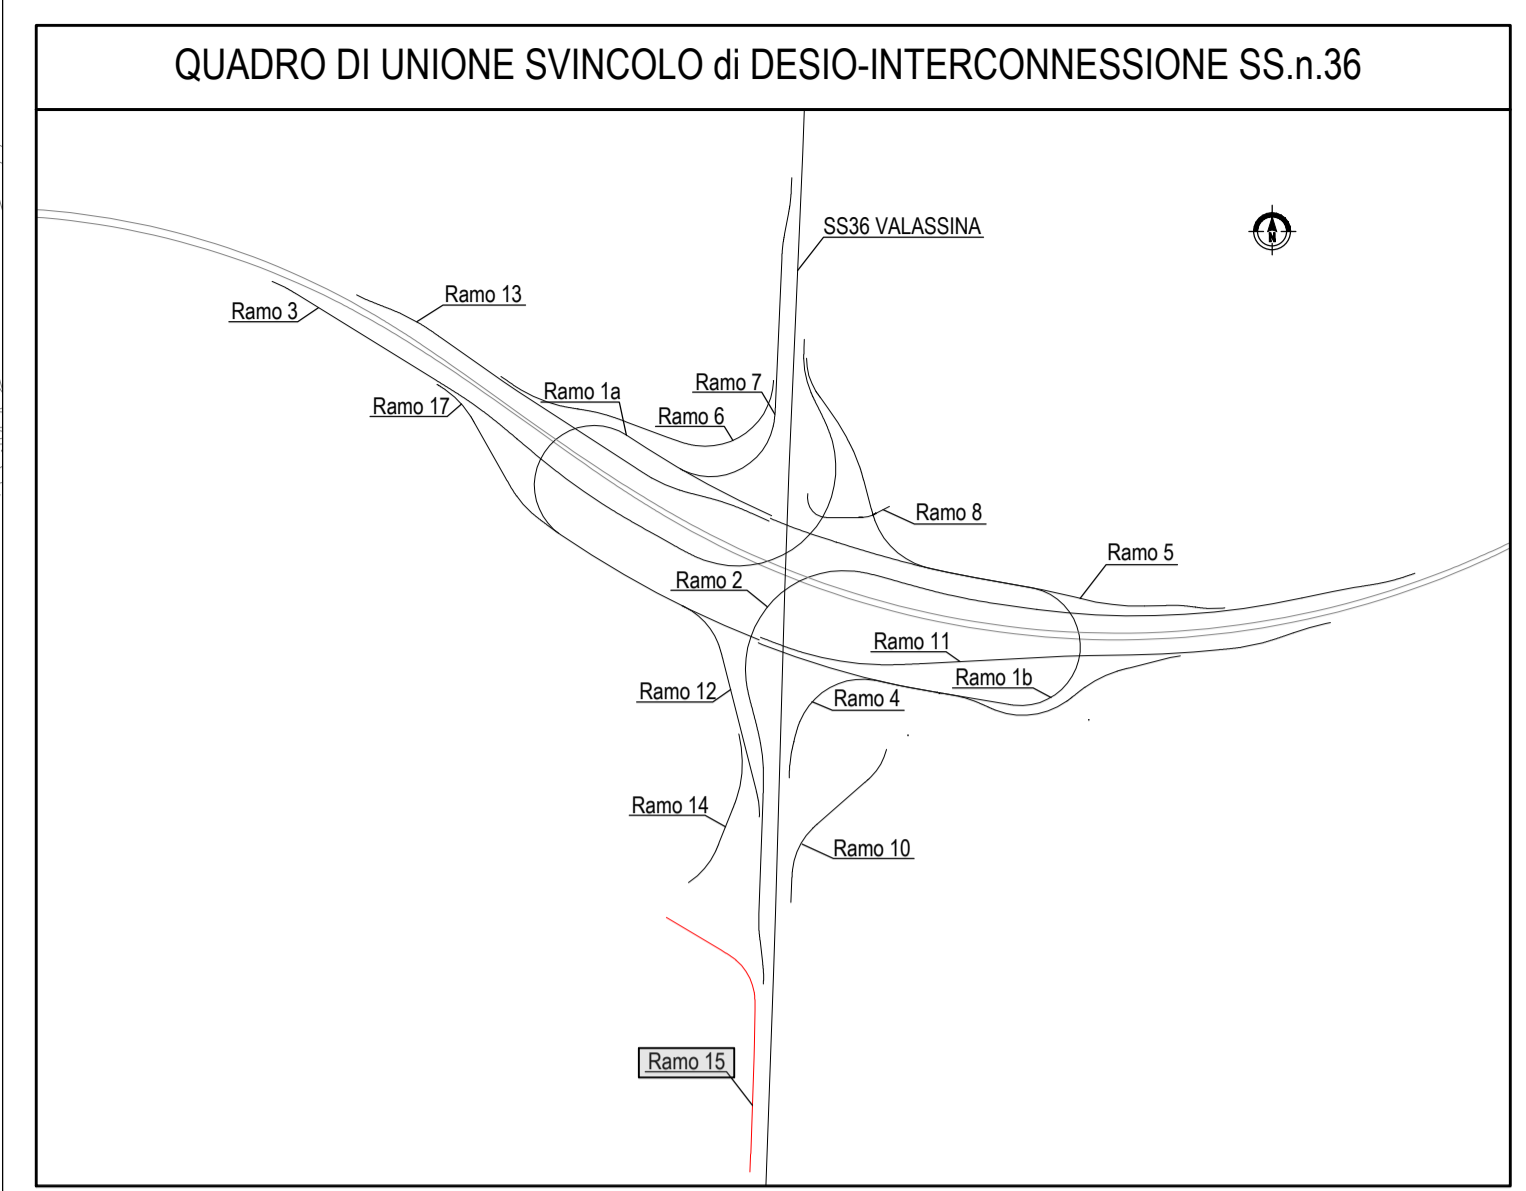 QUADRO DI UNIONE SVINCOLO di DESIO-INTERCONNESSIONE SS.n.36
SS36 VALASSINA
N
Ramo 13
Ramo 3
Ramo 7
Ramo 1a
Ramo 17
Ramo 6
Ramo 8
Ramo 5
Ramo 2
Ramo 11
Ramo 1b
Ramo 12
Ramo 4
Ramo 14
Ramo 10
Ramo 15